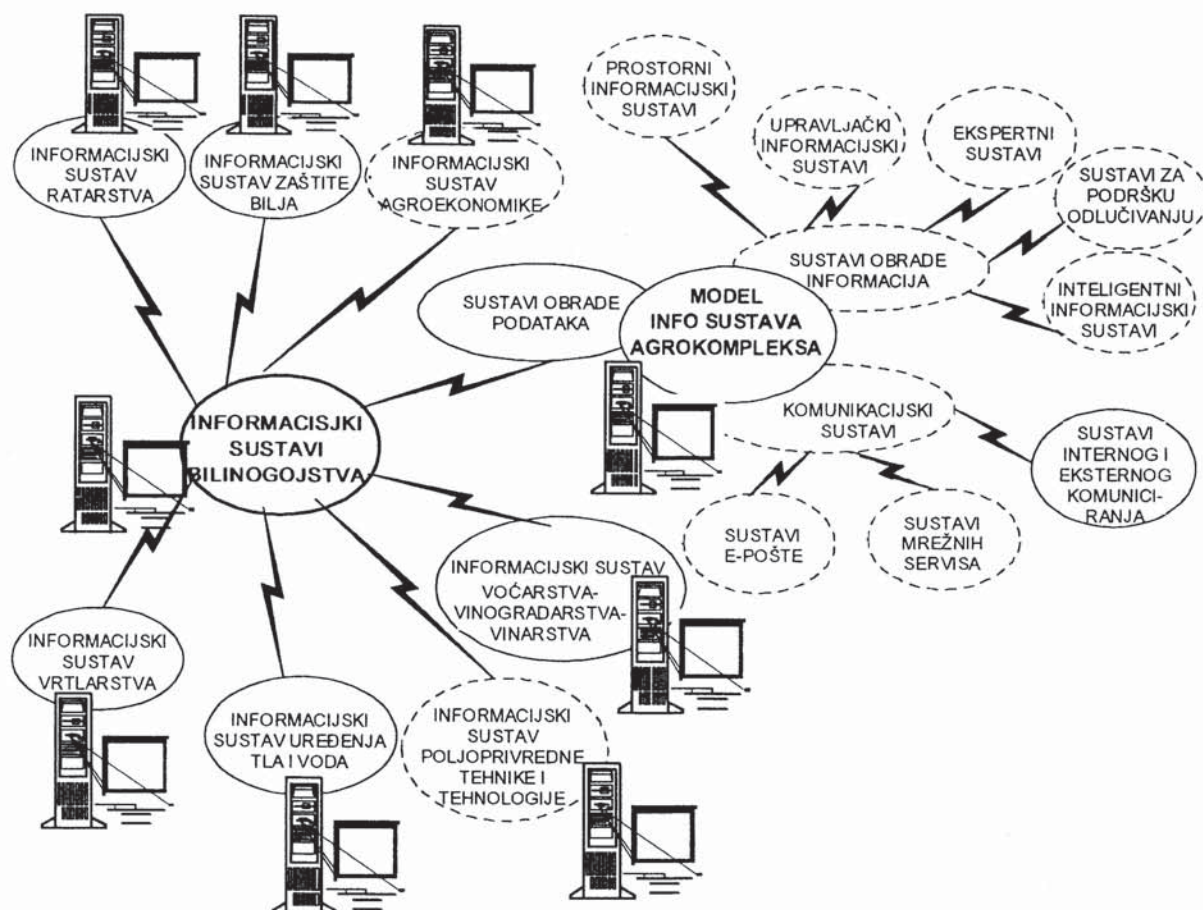 INFORMACIJSKI
SUSTAV
RATARSTVA
INFORMACIJSKI
SUSTAV ZAŠTITE
BILJA
INFORMACIJSKI
SUSTAV
AGROEKONOMIKE
PROSTORNI
INFORMACIJSKI
SUSTAVI
UPRAVLJAČKI
INFORMACIJSKI
SUSTAVI
EKSPERTNI
SUSTAVI
SUSTAVI ZA
PODRŠKU
ODLUČIVANJU
SUSTAVI OBRADE
INFORMACIJA
INTELIGENTNI
INFORMACIJSKI
SUSTAVI
SUSTAVI OBRADE
PODATAKA
MODEL
INFO SUSTAVA
AGROKOMPLEKSA
INFORMACISJKI
SUSTAVI
BILINOGOJSTVA
KOMUNIKACIJSKI
SUSTAVI
SUSTAVI
INTERNOG I
EKSTERNOG
KOMUNICI-
RANJA
SUSTAVI
E-POŠTE
SUSTAVI
MREŽNIH
SERVISA
INFORMACIJSKI SUSTAV
VOĆARSTVA-
VINOGRADARSTVA-
VINARSTVA
INFORMACIJSKI
SUSTAV
VRTLARSTVA
INFORMACIJSKI
SUSTAV UREĐENJA
TLA I VODA
INFORMACIJSKI
SUSTAV
POLJOPRIVREDNE
TEHNIKE I
TEHNOLOGIJE